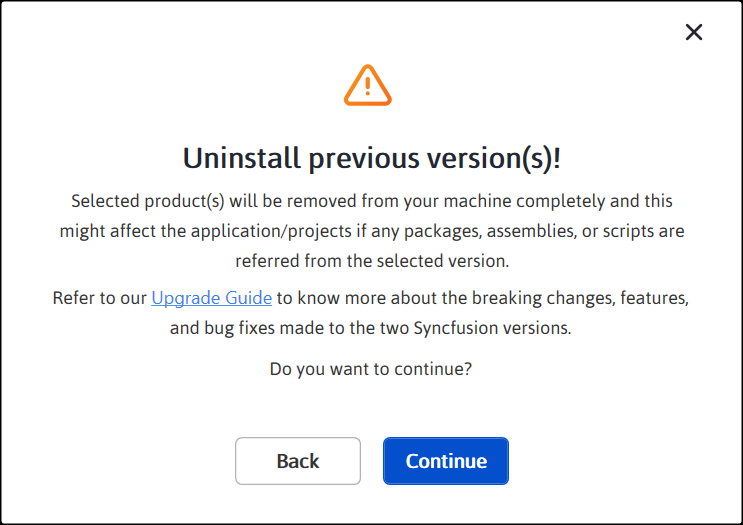 Uninstall previous version(s)!
Selected product(s) will be removed from your machine completely and this
might affect the application/projects if any packages, assemblies, or scripts are
referred from the selected version.
Refer to our Upgrade Guide to know more about the breaking changes, features,
and bug fixes made to the two Syncfusion versions.
Do you want to continue?
Back
Continue